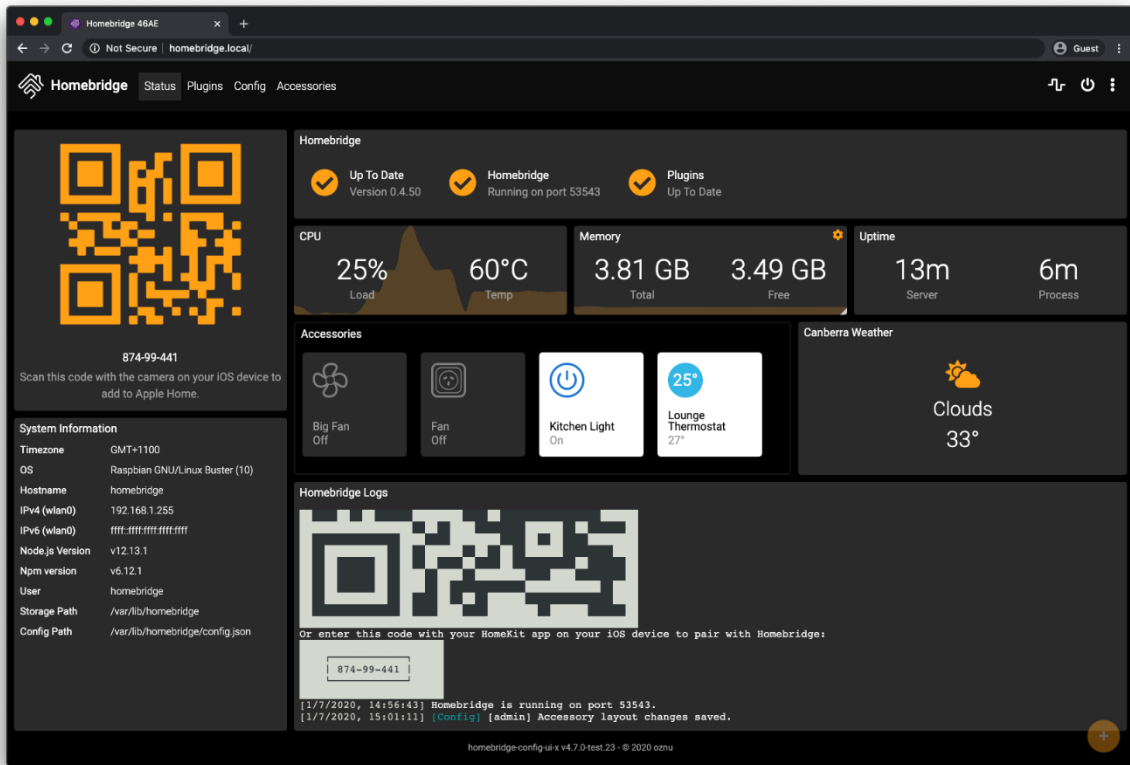 Homebridge 46AE
Not Secure | homebridge.local/
Guest
Homebridge Status Plugins Config Accessories
874-99-441
Scan this code with the camera on your iOS device to
add to Apple Home.
System Information
Timezone GMT+1100
OS Raspbian GNU/Linux Buster (10)
Hostname homebridge
IPv4 (wlan0) 192.168.1.255
IPv6 (wlan0) ffff::ffff:ffff:ffff:ffff
Node.js Version v12.13.1
Npm version v6.12.1
User homebridge
Storage Path /var/lib/homebridge
Config Path /var/lib/homebridge/config.json
Homebridge
Up To Date
Version 0.4.50
Homebridge
Running on port 53543
Plugins
Up To Date
CPU
25%
Load
60°C
Temp
Memory
3.81 GB
Total
3.49 GB
Free
Uptime
13m
Server
6m
Process
Accessories
Big Fan
Off
Fan
Off
Kitchen Light
On
25°
Lounge
Thermostat
27°
Canberra Weather
Clouds
33°
Homebridge Logs
Or enter this code with your HomeKit app on your iOS device to pair with Homebridge:
874-99-441
[1/7/2020, 14:56:43] Homebridge is running on port 53543.
[1/7/2020, 15:01:11] [Config] [admin] Accessory layout changes saved.
homebridge-config-ui-x v4.7.0-test.23 - © 2020 oznu